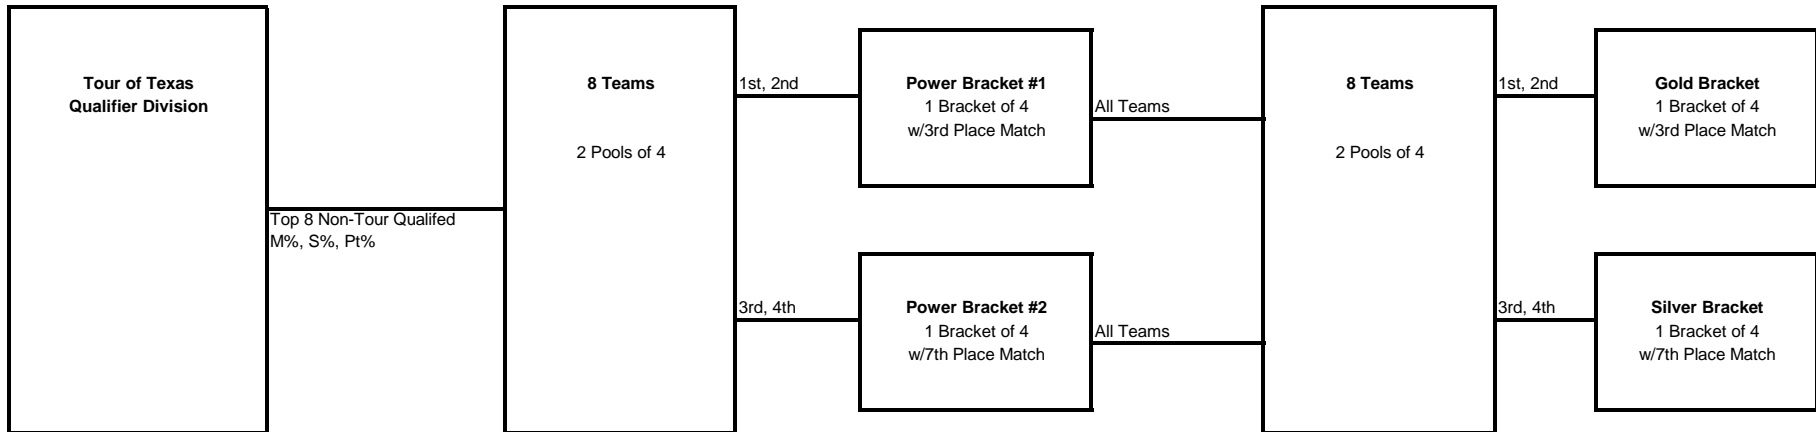 Tour of Texas
Qualifier Division
Top 8 Non-Tour Qualifed
M%, S%, Pt%
8 Teams
2 Pools of 4
1st, 2nd
3rd, 4th
Power Bracket #1
1 Bracket of 4
w/3rd Place Match
All Teams
Power Bracket #2
1 Bracket of 4
w/7th Place Match
All Teams
8 Teams
2 Pools of 4
1st, 2nd
3rd, 4th
Gold Bracket
1 Bracket of 4
w/3rd Place Match
Silver Bracket
1 Bracket of 4
w/7th Place Match